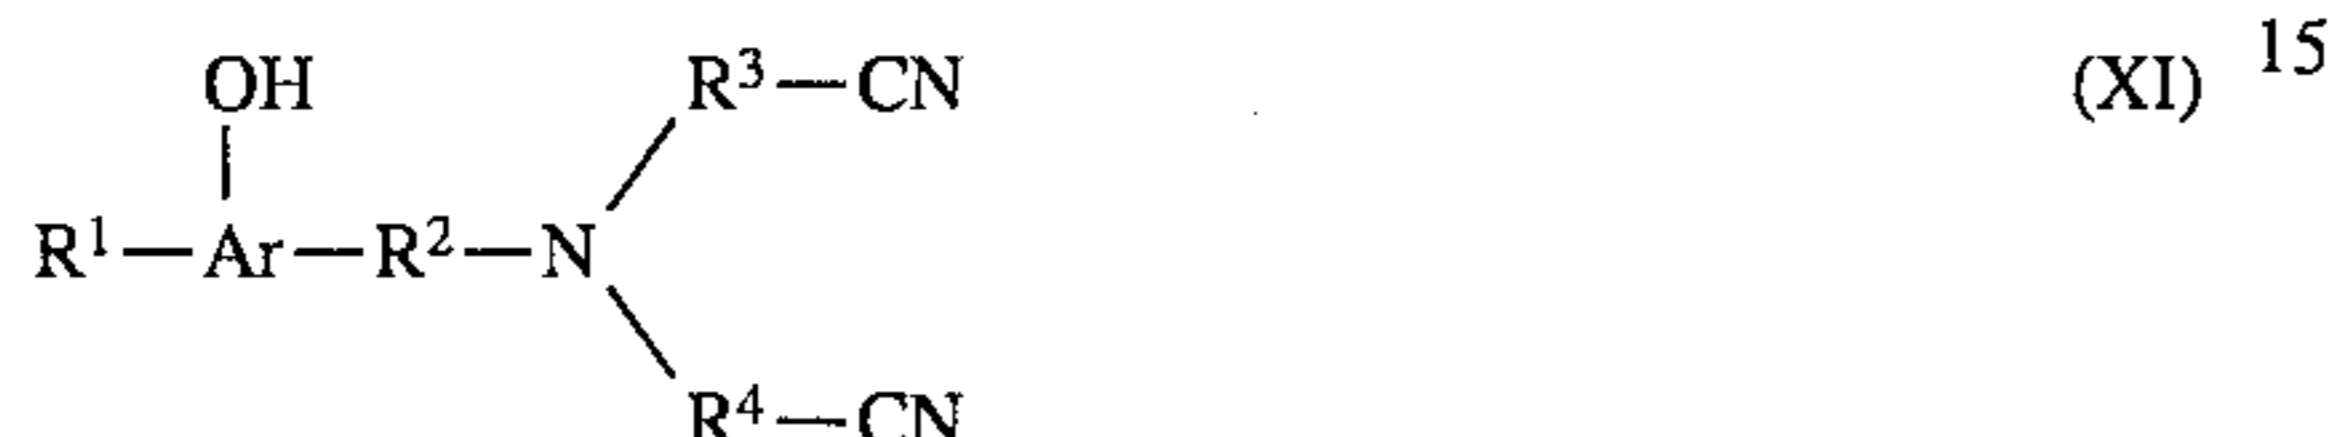 OH R³—CN (XI) 15
R¹—Ar—R²—N
R⁴—CN